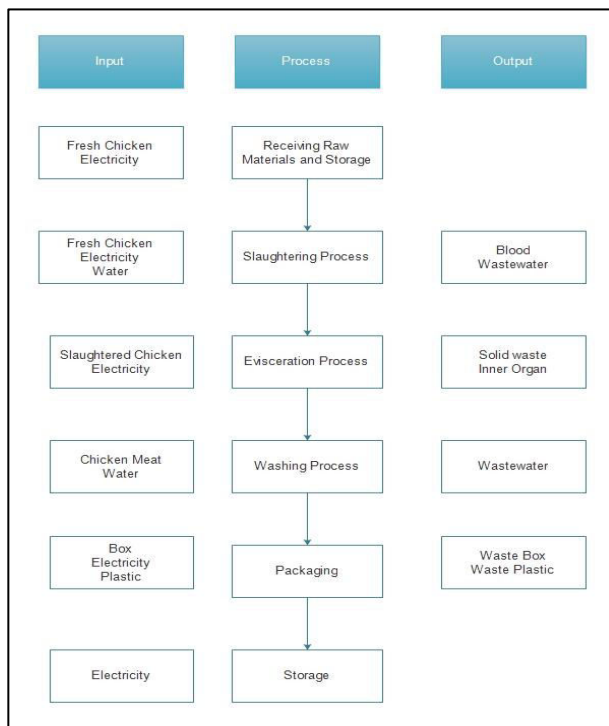 Input
Process
Output
Fresh Chicken
Electricity
Receiving Raw
Materials and Storage
Fresh Chicken
Electricity
Water
Slaughtering Process
Blood
Wastewater
Slaughtered Chicken
Electricity
Evisceration Process
Solid waste
Inner Organ
Chicken Meat
Water
Washing Process
Wastewater
Box
Electricity
Plastic
Packaging
Waste Box
Waste Plastic
Electricity
Storage